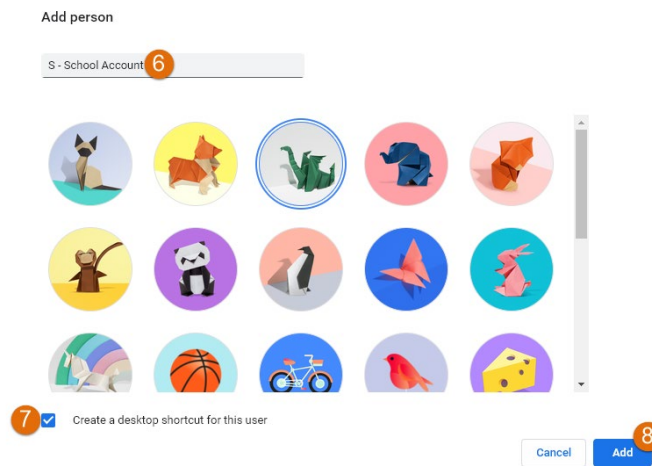 Add person
S - School Account 6
7 Create a desktop shortcut for this user
8
Cancel Add